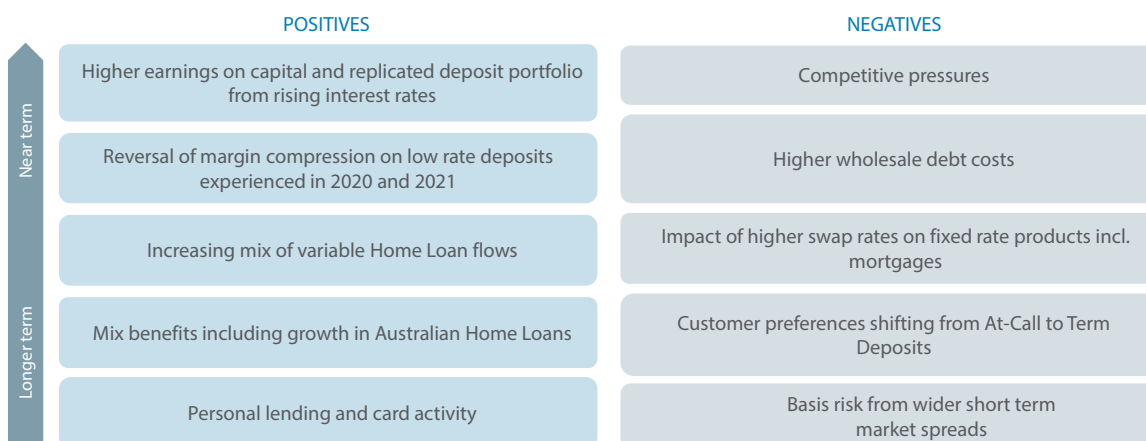 POSITIVES
NEGATIVES
Near term
Longer term
Higher earnings on capital and replicated deposit portfolio
from rising interest rates
Reversal of margin compression on low rate deposits
experienced in 2020 and 2021
Increasing mix of variable Home Loan flows
Mix benefits including growth in Australian Home Loans
Personal lending and card activity
Competitive pressures
Higher wholesale debt costs
Impact of higher swap rates on fixed rate products incl.
mortgages
Customer preferences shifting from At-Call to Term
Deposits
Basis risk from wider short term
market spreads